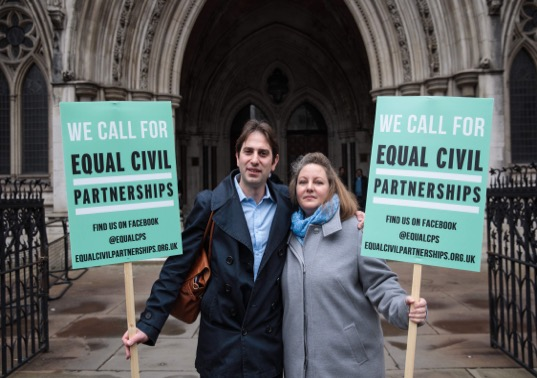 WE CALL FOR
EQUAL CIVIL
PARTNERSHIPS
FIND US ON FACEBOOK
@EQUALCPS
EQUALCIVILPARTNERSHIPS.ORG.UK
WE CALL FOR
EQUAL CIVIL
PARTNERSHIPS
FIND US ON FACEBOOK
@EQUALCPS
EQUALCIVILPARTNERSHIPS.ORG.UK